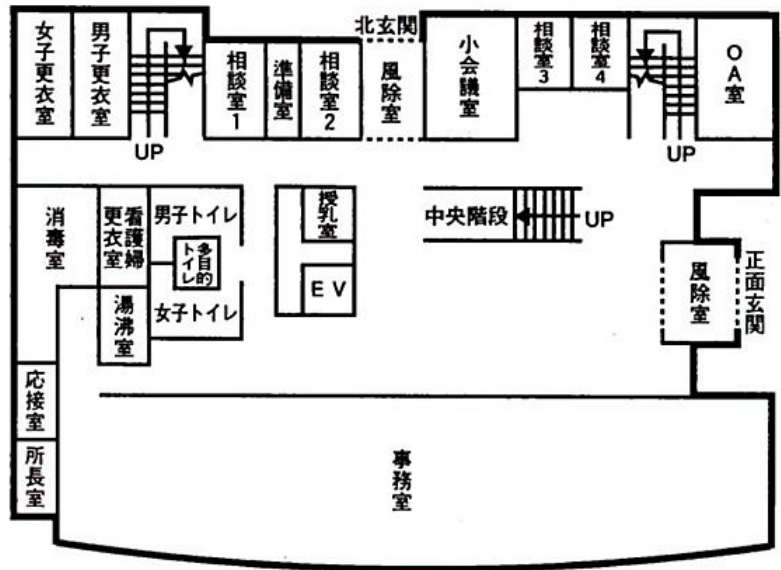 女子更衣室
男子更衣室
UP
相談室1
準備室
相談室2
北玄関
風除室
小会議室
相談室3
相談室4
UP
OA室
消毒室
看護婦
更衣室
男子トイレ
多目的
トイレ
女子トイレ
湯沸室
授乳室
EV
中央階段
UP
風除室
正面玄関
応接室
所長室
事務室